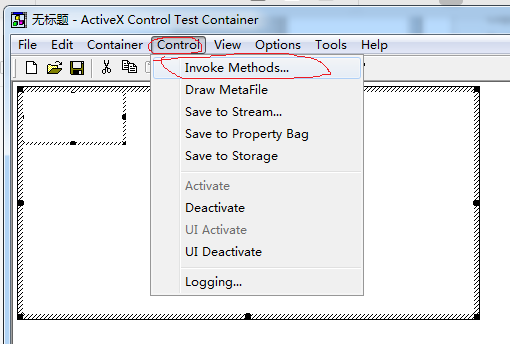 无标题 - ActiveX Control Test Container
File Edit Container Control View Options Tools Help
Invoke Methods...
Draw MetaFile
Save to Stream...
Save to Property Bag
Save to Storage
Activate
Deactivate
UI Activate
UI Deactivate
Logging...